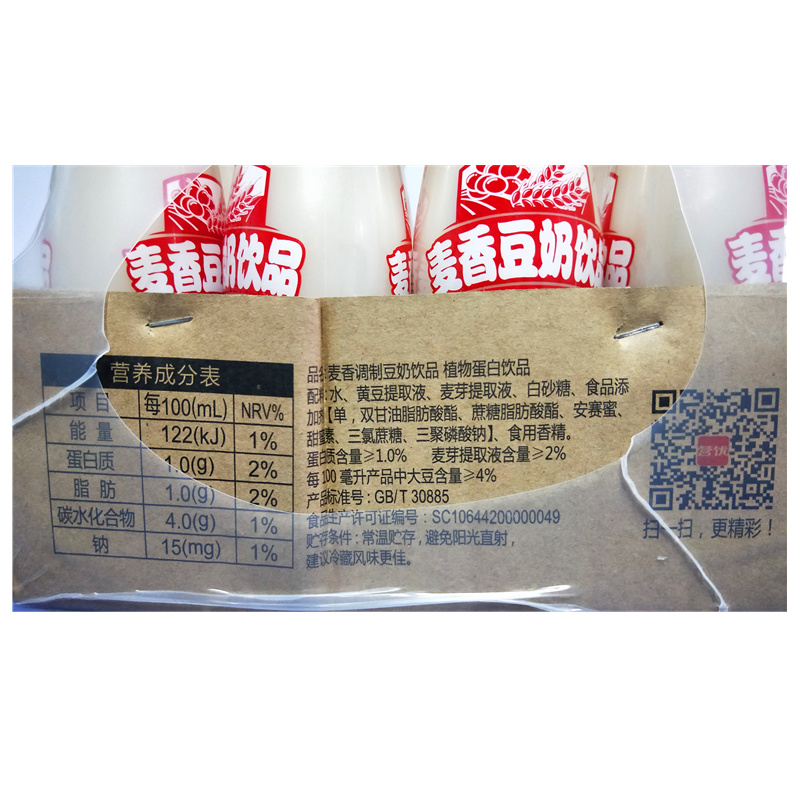 麦香豆
奶饮品
麦香豆奶饮品
麦香
营养成分表
项目 每100(mL) NRV%
能量 122(kJ) 1%
蛋白质 1.0(g) 2%
脂肪 1.0(g) 2%
碳水化合物 4.0(g) 1%
钠 15(mg) 1%
品名:麦香调制豆奶饮品 植物蛋白饮品
配料:水、黄豆提取液、麦芽提取液、白砂糖、食品添
加剂【单,双甘油脂肪酸酯、蔗糖脂肪酸酯、安赛蜜、
甜蜜素、三氯蔗糖、三聚磷酸钠】、食用香精。
蛋白质含量≥1.0% 麦芽提取液含量≥2%
每100毫升产品中大豆含量≥4%
产品标准号:GB/T 30885
食品生产许可证编号:SC10644200000049
贮存条件:常温贮存,避免阳光直射,
建议冷藏风味更佳。
扫一扫,更精彩!